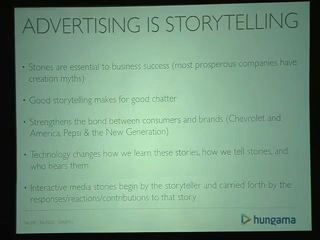 ADVERTISING IS STORYTELLING
• Stories are essential to business success (most prosperous companies have
creation myths)
• Good storytelling makes for good chatter
• Strengthens the bond between consumers and brands (Chevrolet and
America, Pepsi & the New Generation)
• Technology changes how we learn these stories, how we tell stories, and
who hears them
• Interactive media stories begin by the storyteller and carried forth by the
responses/reactions/contributions to that story
hungama